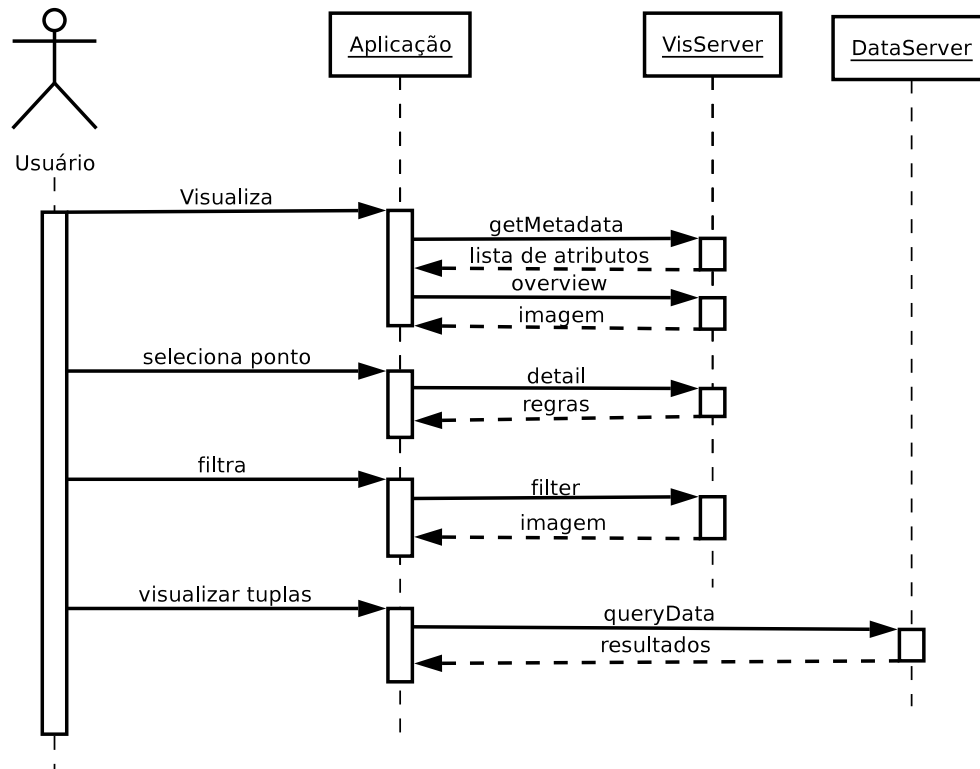 Aplicação
VisServer
DataServer
Usuário
Visualiza
getMetadata
lista de atributos
overview
imagem
seleciona ponto
detail
regras
filtra
filter
imagem
visualizar tuplas
queryData
resultados